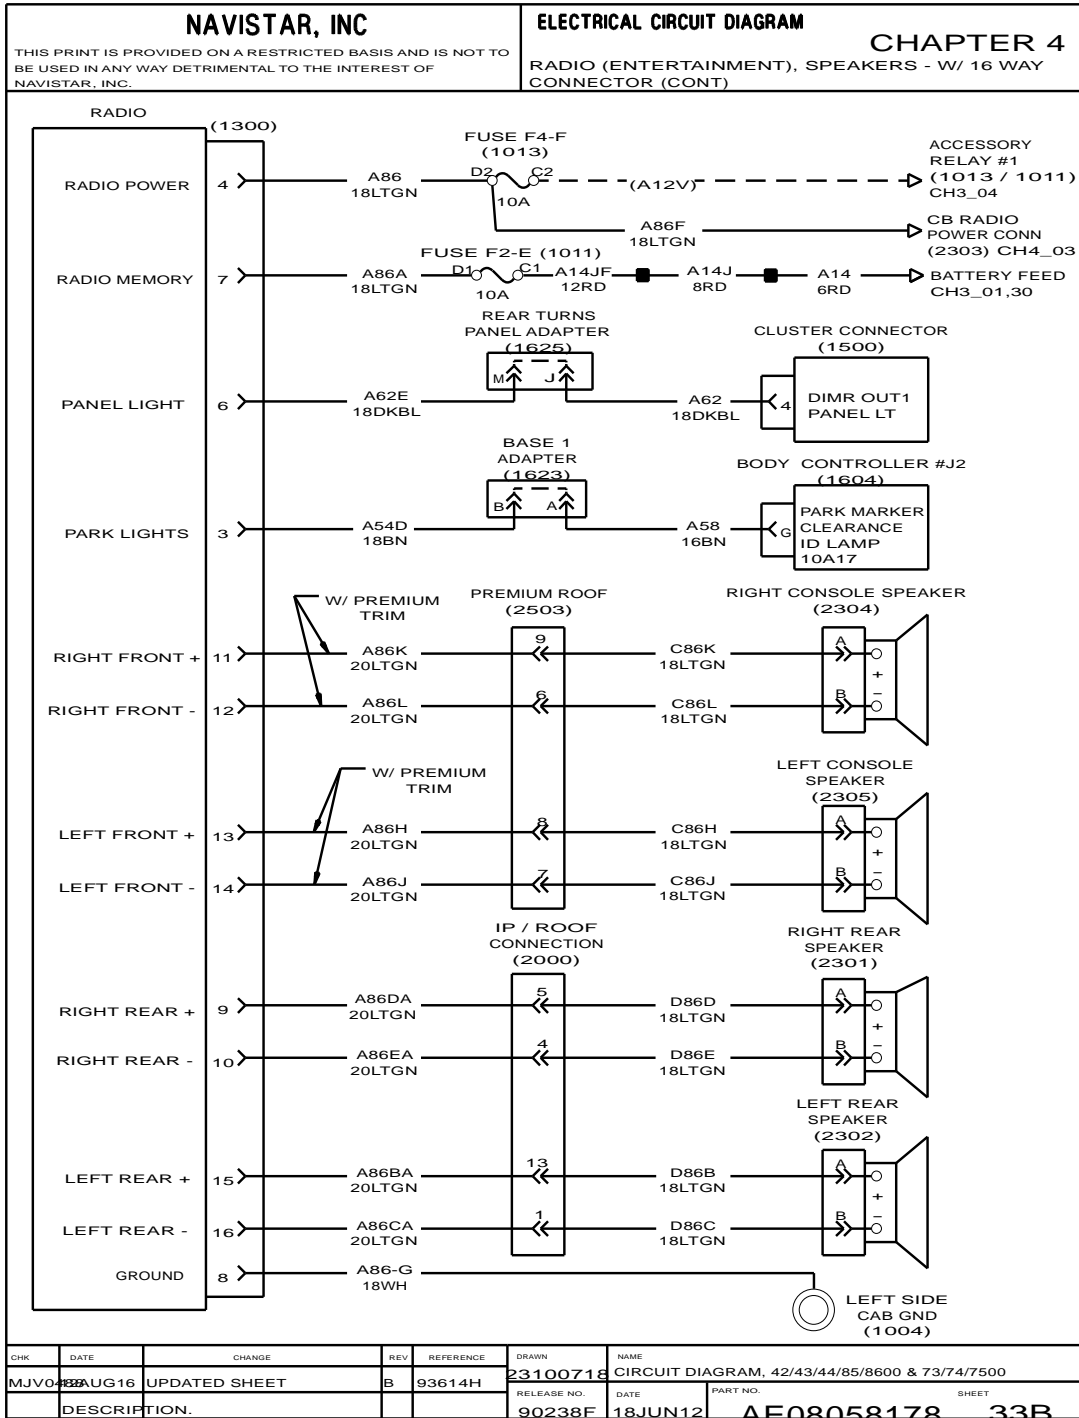 NAVISTAR, INC
THIS PRINT IS PROVIDED ON A RESTRICTED BASIS AND IS NOT TO
BE USED IN ANY WAY DETRIMENTAL TO THE INTEREST OF
NAVISTAR, INC.
ELECTRICAL CIRCUIT DIAGRAM
CHAPTER 4
RADIO (ENTERTAINMENT), SPEAKERS - W/ 16 WAY
CONNECTOR (CONT)
RADIO
(1300)
RADIO POWER
4
A86
18LTGN
FUSE F4-F
(1013)
D2
C2
10A
(A12V)
ACCESSORY
RELAY #1
(1013 / 1011)
CH3_04
A86F
18LTGN
CB RADIO
POWER CONN
(2303) CH4_03
RADIO MEMORY
7
A86A
18LTGN
FUSE F2-E (1011)
D1
C1
10A
A14JF
12RD
A14J
8RD
A14
6RD
BATTERY FEED
CH3_01,30
REAR TURNS
PANEL ADAPTER
(1625)
M
J
PANEL LIGHT
6
A62E
18DKBL
A62
18DKBL
CLUSTER CONNECTOR
(1500)
4
DIMR OUT1
PANEL LT
BASE 1
ADAPTER
(1623)
B
A
PARK LIGHTS
3
A54D
18BN
A58
16BN
BODY CONTROLLER #J2
(1604)
G
PARK MARKER
CLEARANCE
ID LAMP
10A17
W/ PREMIUM
TRIM
PREMIUM ROOF
(2503)
RIGHT CONSOLE SPEAKER
(2304)
RIGHT FRONT +
11
A86K
20LTGN
9
C86K
18LTGN
A
+
RIGHT FRONT -
12
A86L
20LTGN
6
C86L
18LTGN
B
-
W/ PREMIUM
TRIM
LEFT CONSOLE
SPEAKER
(2305)
LEFT FRONT +
13
A86H
20LTGN
8
C86H
18LTGN
A
+
LEFT FRONT -
14
A86J
20LTGN
7
C86J
18LTGN
B
-
IP / ROOF
CONNECTION
(2000)
RIGHT REAR
SPEAKER
(2301)
RIGHT REAR +
9
A86DA
20LTGN
5
D86D
18LTGN
A
+
RIGHT REAR -
10
A86EA
20LTGN
4
D86E
18LTGN
B
-
LEFT REAR
SPEAKER
(2302)
LEFT REAR +
15
A86BA
20LTGN
13
D86B
18LTGN
A
+
LEFT REAR -
16
A86CA
20LTGN
1
D86C
18LTGN
B
-
GROUND
8
A86-G
18WH
LEFT SIDE
CAB GND
(1004)
CHK DATE CHANGE REV REFERENCE
UPDATED SHEET B 93614H
DESCRIPTION.
DRAWN
23100718
NAME
CIRCUIT DIAGRAM, 42/43/44/85/8600 & 73/74/7500
RELEASE NO.
90238F
DATE
18JUN12
PART NO.
AE08058178
SHEET
33B